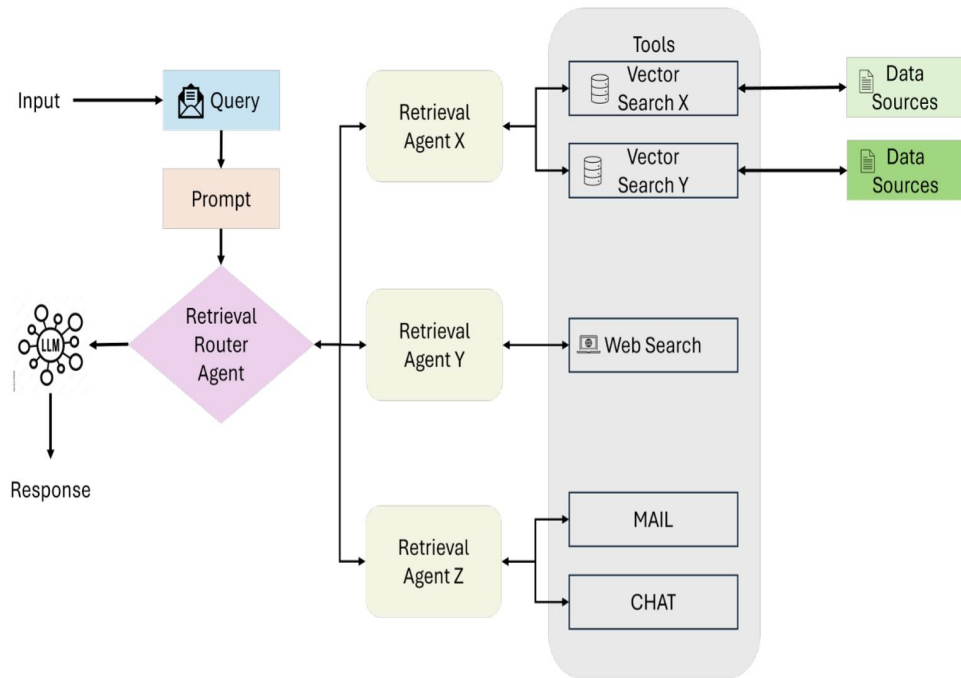 Tools
Input
Query
Prompt
Retrieval
Router
Agent
LLM
Response
Retrieval
Agent X
Retrieval
Agent Y
Retrieval
Agent Z
Vector
Search X
Vector
Search Y
Web Search
MAIL
CHAT
Data
Sources
Data
Sources